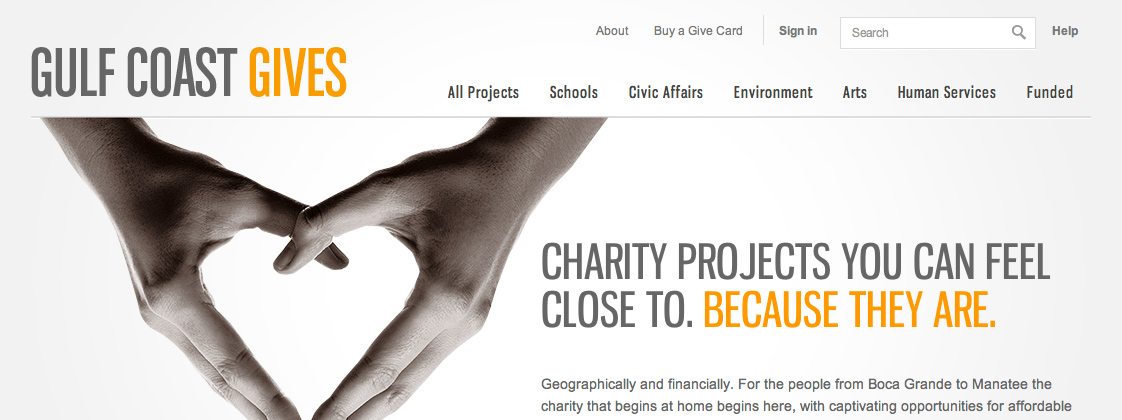 About
Buy a Give Card
Sign in
Search
Help
GULF COAST GIVES
All Projects
Schools
Civic Affairs
Environment
Arts
Human Services
Funded
CHARITY PROJECTS YOU CAN FEEL
CLOSE TO. BECAUSE THEY ARE.
Geographically and financially. For the people from Boca Grande to Manatee the
charity that begins at home begins here, with captivating opportunities for affordable